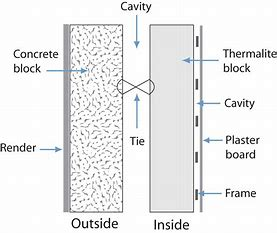 Cavity
Concrete
block
Thermalite
block
Cavity
Tie
Render
Plaster
board
Frame
Outside
Inside